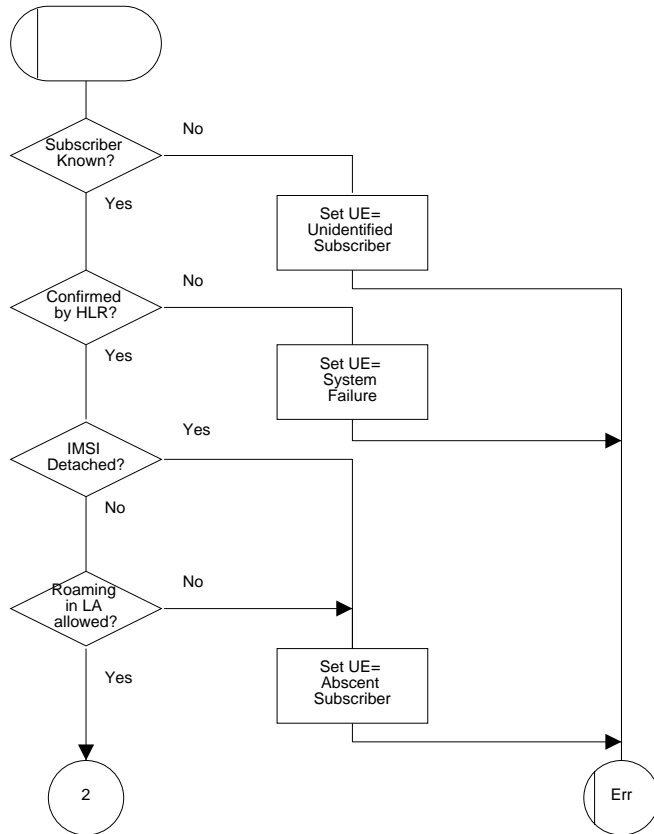 No
Subscriber
Known?
Yes
Set UE=
Unidentified
Subscriber
No
Confirmed
by HLR?
Yes
Set UE=
System
Failure
Yes
IMSI
Detached?
No
No
Roaming
in LA
allowed?
Yes
Set UE=
Abscent
Subscriber
2
Err